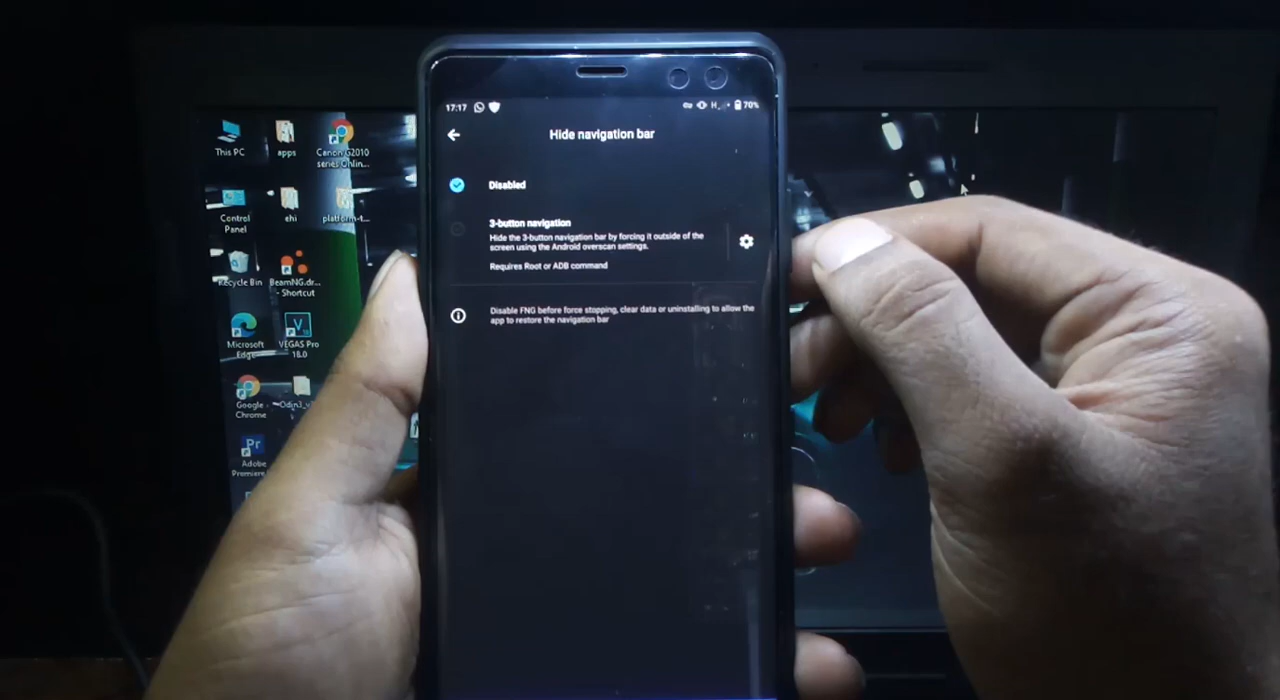 17:17
70%
Hide navigation bar
Disabled
3-button navigation
Hide the 3-button navigation bar by forcing it outside of the
screen using the Android overscan settings.
Requires Root or ADB command
Disable FNG before force stopping, clear data or uninstalling to allow the
app to restore the navigation bar
This PC
apps
Canon G2010
series Onlin...
Control
Panel
ehi
platform-t...
Recycle Bin
BeamNG.dr...
- Shortcut
Microsoft
Edge
VEGAS Pro
18.0
Google
Chrome
Odin3_v
Adobe
Premiere